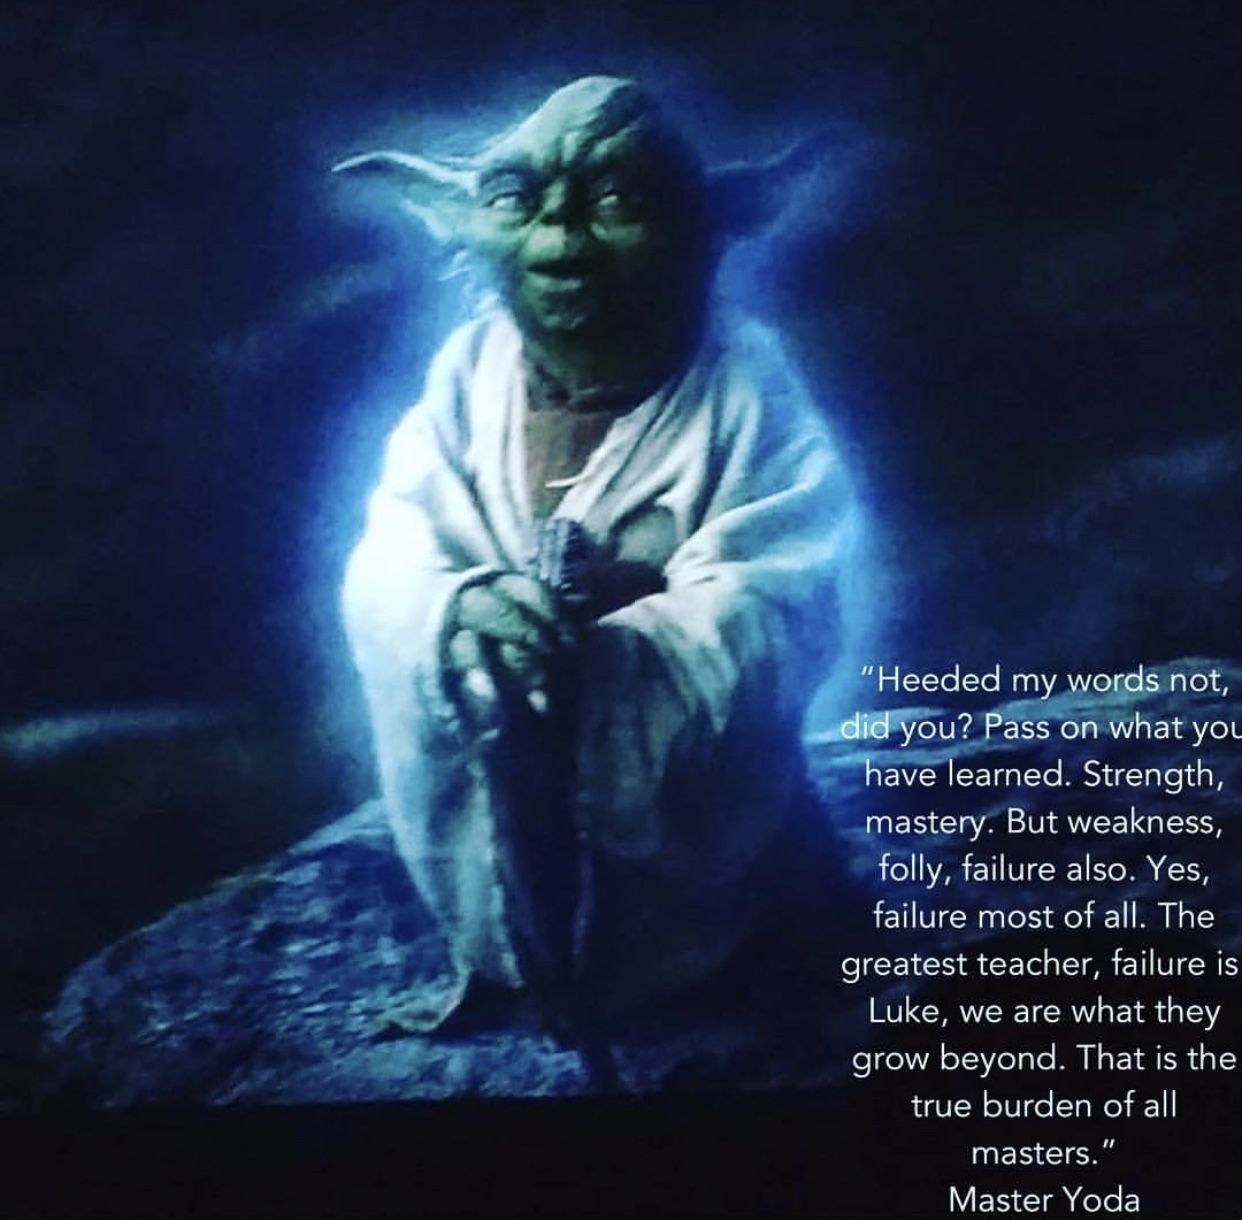 “Heeded my words not,
did you? Pass on what you
have learned. Strength,
mastery. But weakness,
folly, failure also. Yes,
failure most of all. The
greatest teacher, failure is
Luke, we are what they
grow beyond. That is the
true burden of all
masters.”
Master Yoda